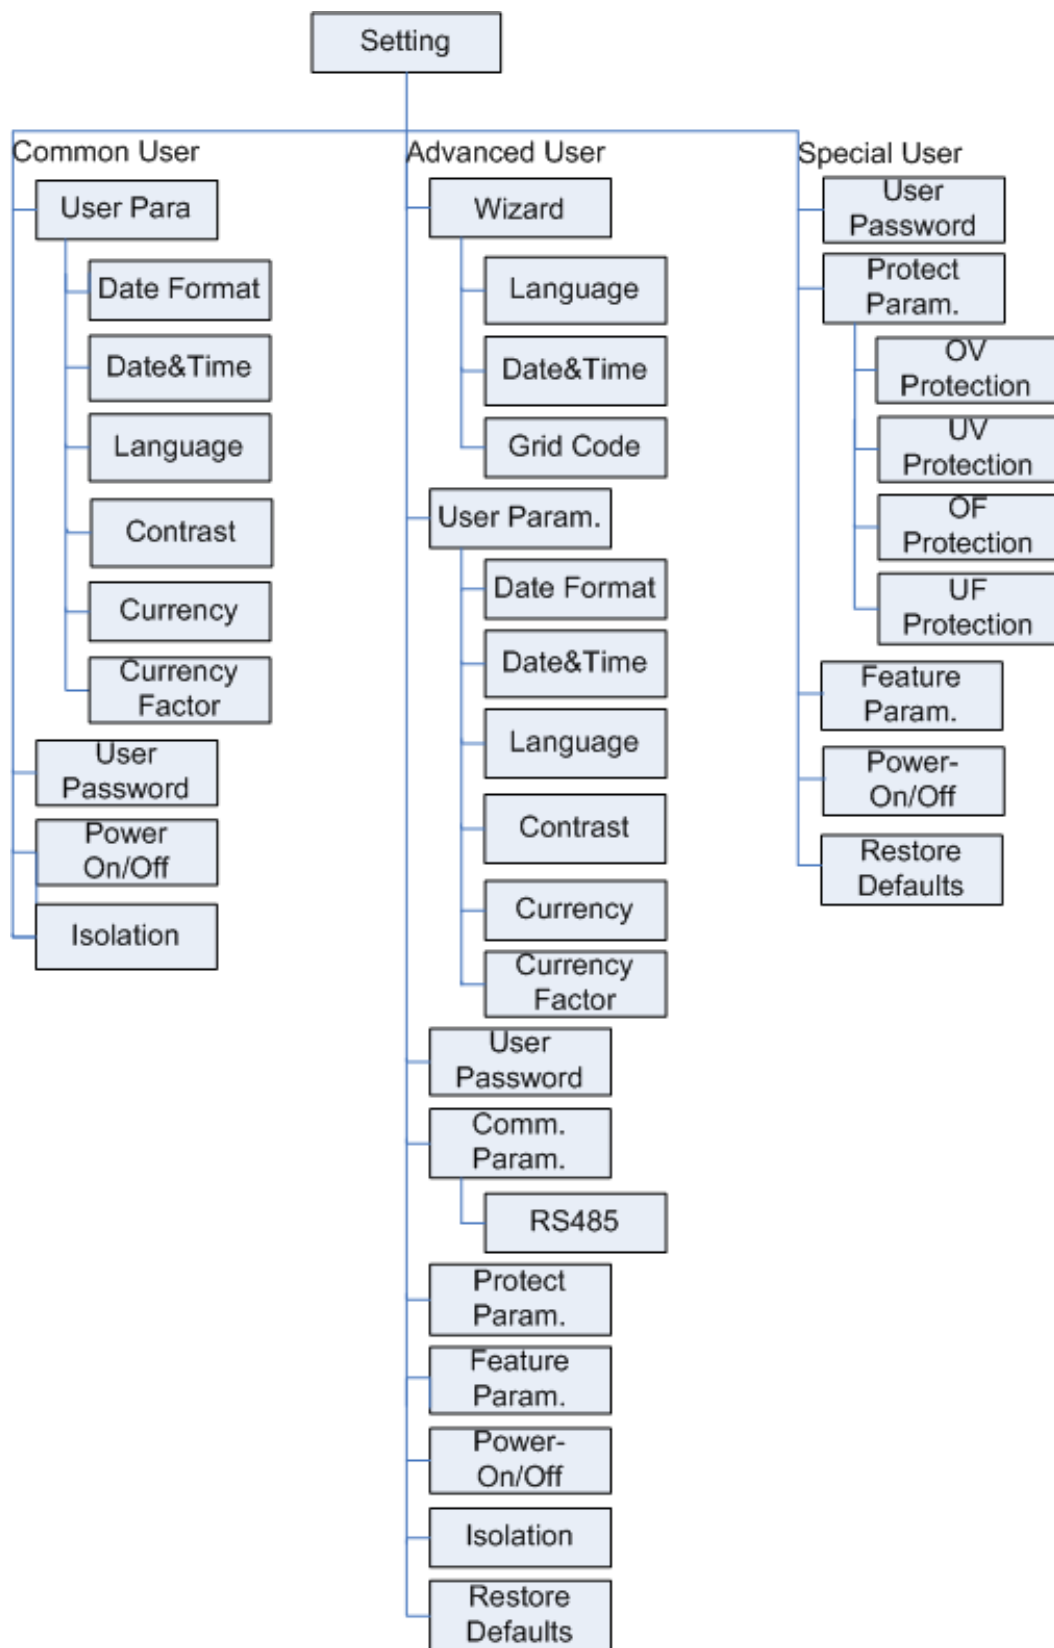 Setting
Common User
User Para
Date Format
Date&Time
Language
Contrast
Currency
Currency
Factor
User
Password
Power
On/Off
Isolation
Advanced User
Wizard
Language
Date&Time
Grid Code
User Param.
Date Format
Date&Time
Language
Contrast
Currency
Currency
Factor
User
Password
Comm.
Param.
RS485
Protect
Param.
Feature
Param.
Power-
On/Off
Isolation
Restore
Defaults
Special User
User
Password
Protect
Param.
OV
Protection
UV
Protection
OF
Protection
UF
Protection
Feature
Param.
Power-
On/Off
Restore
Defaults